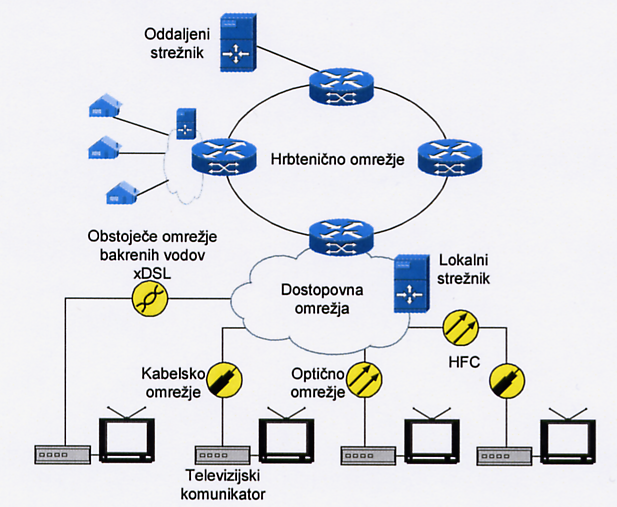 Oddaljeni
strežnik
Hrbtenično omrežje
Obstoječe omrežje
bakrenih vodov
xDSL
Lokalni
strežnik
Dostopovna
omrežja
Kabelsko
omrežje
Optično
omrežje
HFC
Televizijski
komunikator